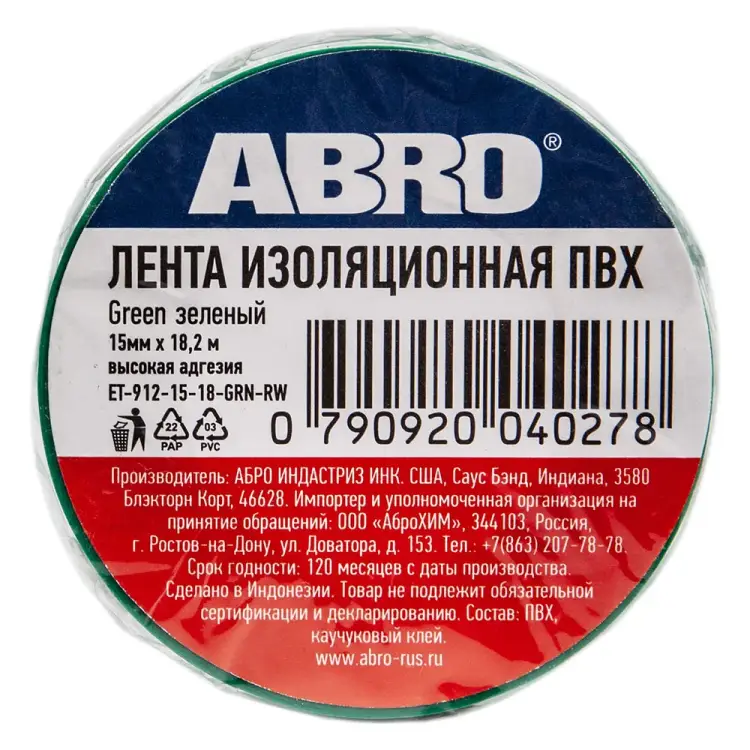 ABRO®
ЛЕНТА ИЗОЛЯЦИОННАЯ ПВХ
Green зеленый
15мм x 18,2 м
высокая адгезия
ET-912-15-18-GRN-RW
22
PAP
03
PVC
0 790920 040278
Производитель: АБРО ИНДАСТРИЗ ИНК. США, Саус Бэнд, Индиана, 3580
Блэкторн Корт, 46628. Импортер и уполномоченная организация на
принятие обращений: ООО «АброХИМ», 344103, Россия,
г. Ростов-на-Дону, ул. Доватора, д. 153. Тел.: +7(863) 207-78-78.
Срок годности: 120 месяцев с даты производства.
Сделано в Индонезии. Товар не подлежит обязательной
сертификации и декларированию. Состав: ПВХ,
каучуковый клей.
www.abro-rus.ru